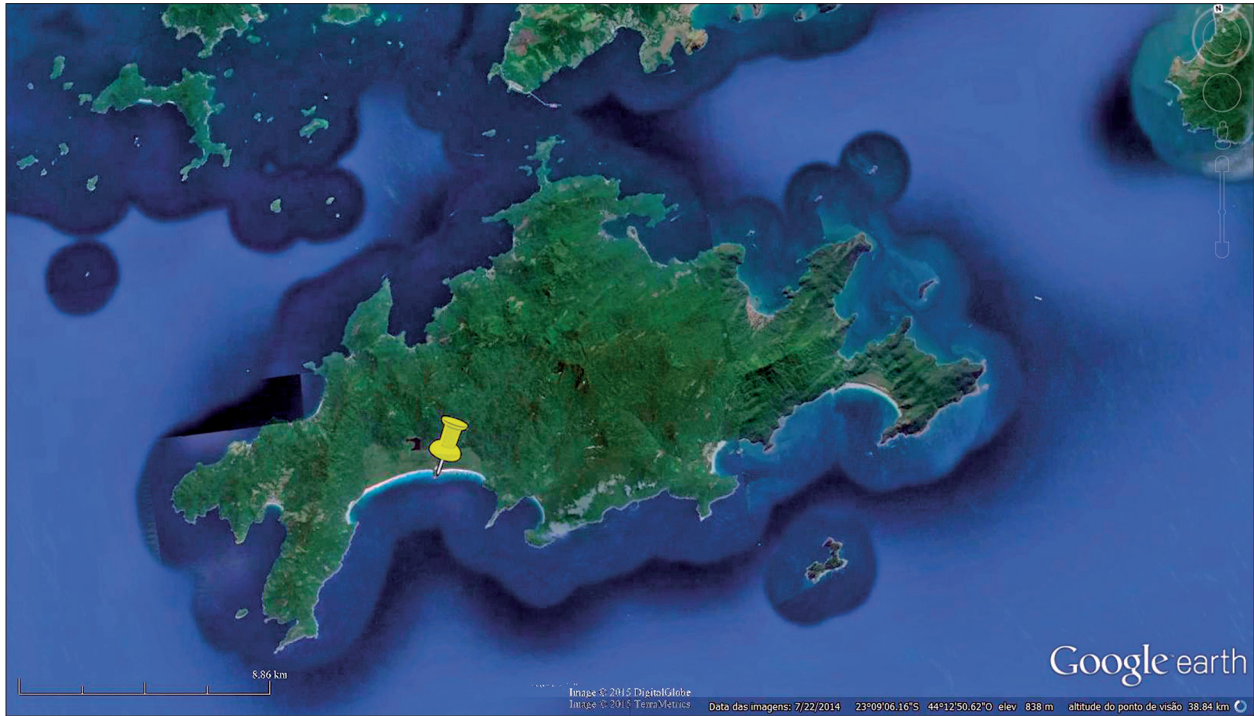 N
8.86 km
Google earth
Image © 2015 DigitalGlobe
Image © 2015 TerraMetrics
Data das imagens: 7/22/2014 23°09'06.16"S 44°12'50.62"O elev 838 m altitude do ponto de visão 38.84 km